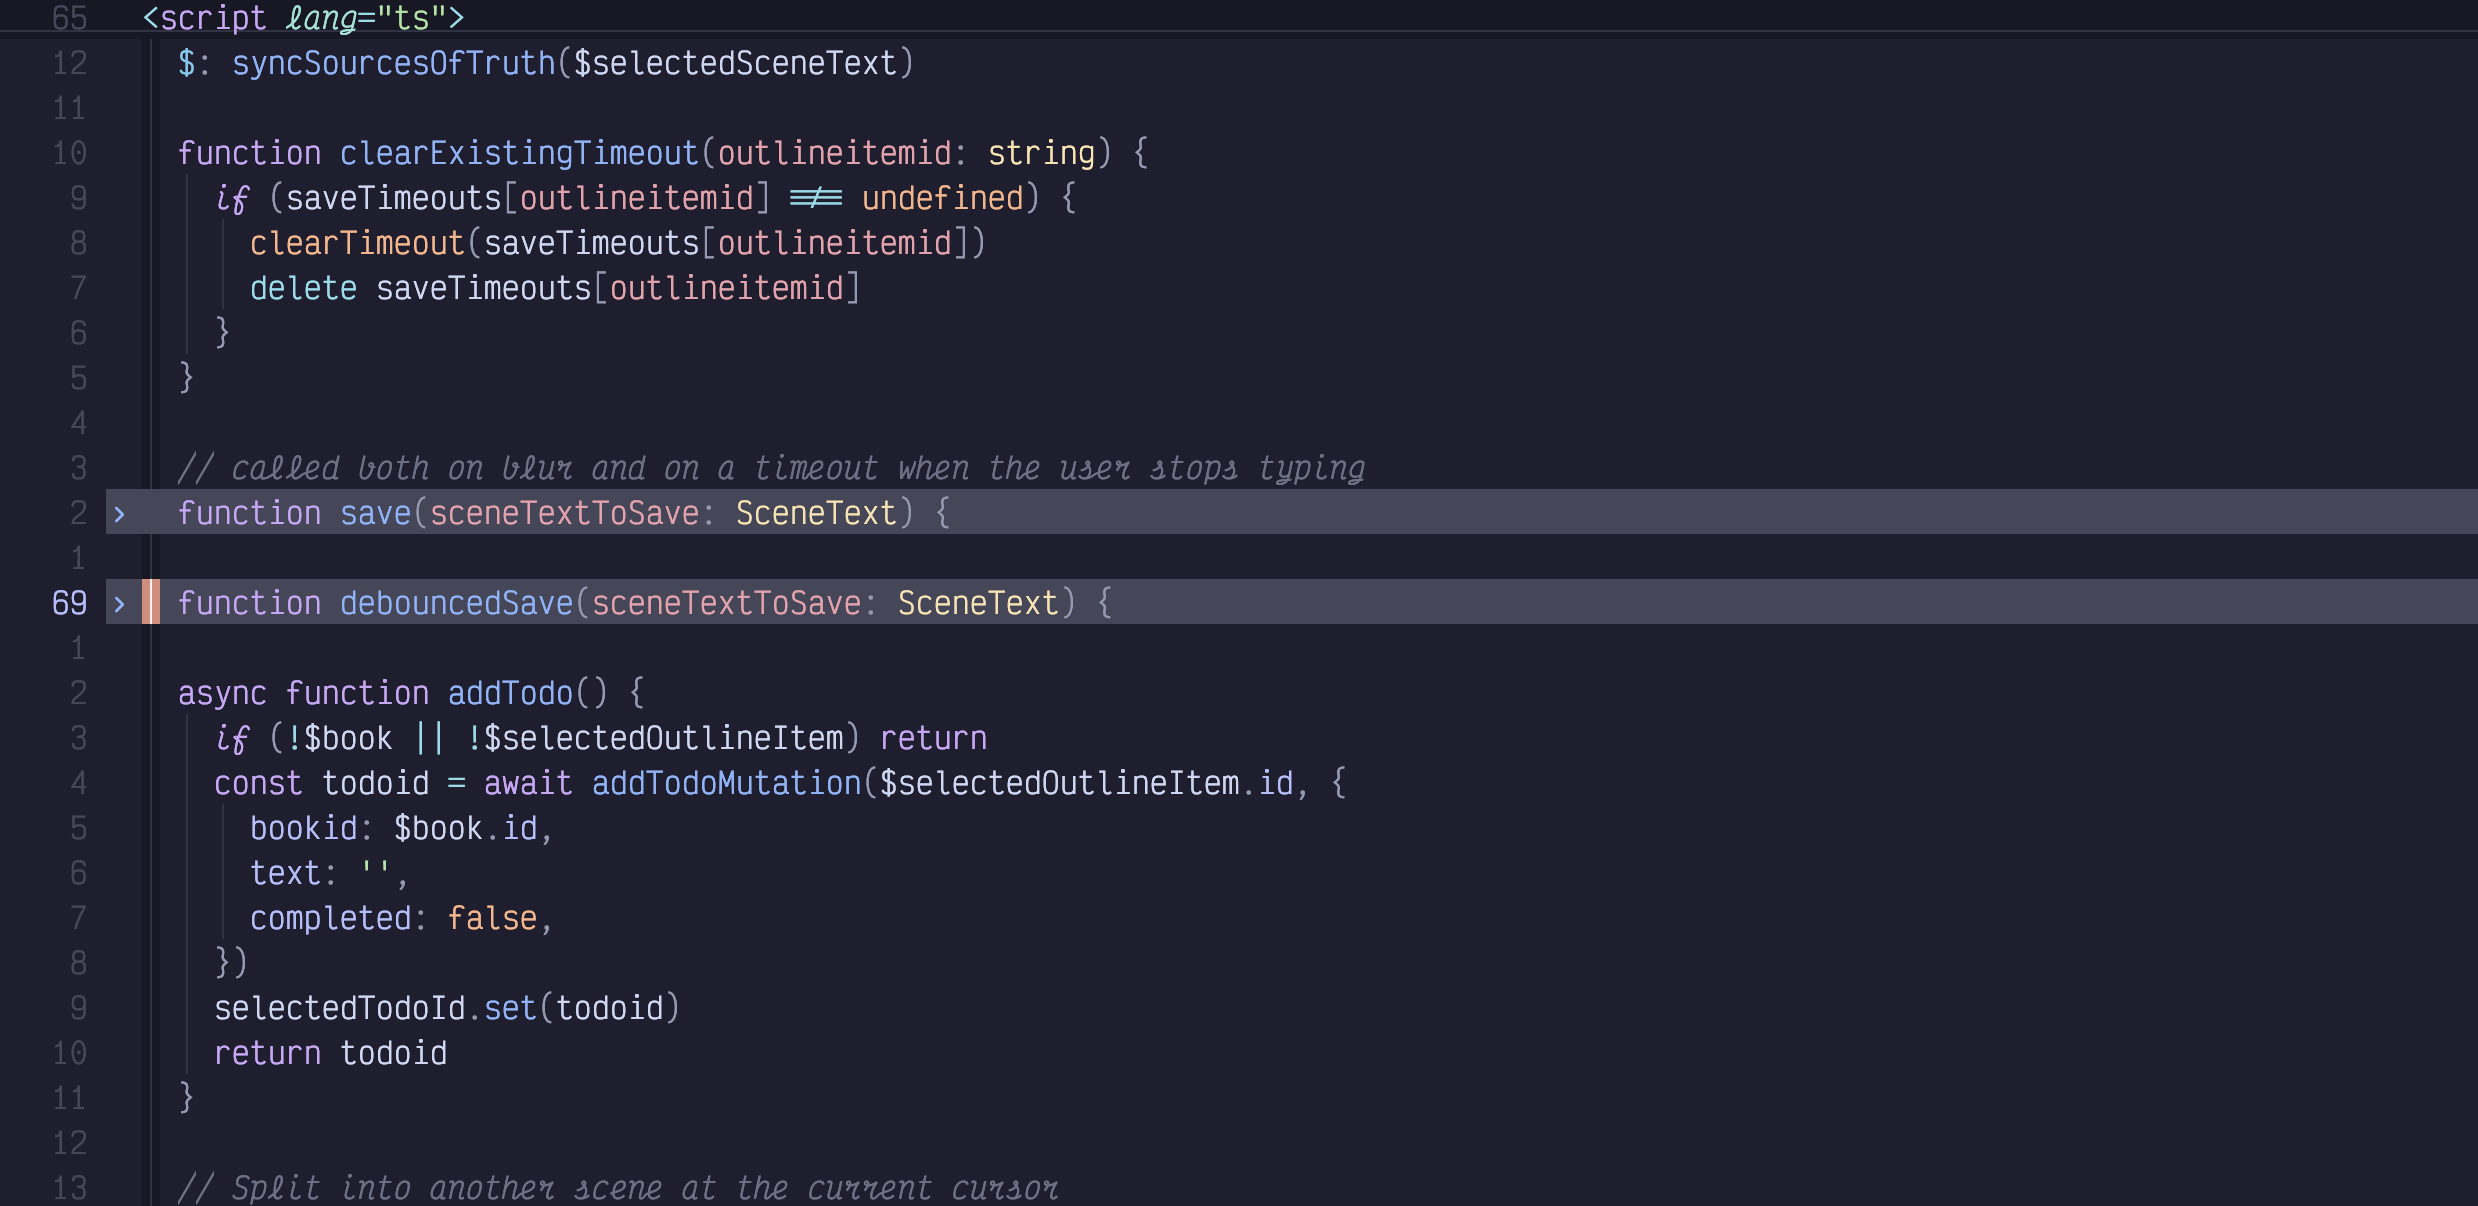 65 <script lang="ts">
12 $: syncSourcesOfTruth($selectedSceneText)
11
10 function clearExistingTimeout(outlineitemid: string) {
9 if (saveTimeouts[outlineitemid] !== undefined) {
8 clearTimeout(saveTimeouts[outlineitemid])
7 delete saveTimeouts[outlineitemid]
6 }
5 }
4
3 // called both on blur and on a timeout when the user stops typing
2 > function save(sceneTextToSave: SceneText) {
1
69 > function debouncedSave(sceneTextToSave: SceneText) {
1
2 async function addTodo() {
3 if (!$book || !$selectedOutlineItem) return
4 const todoid = await addTodoMutation($selectedOutlineItem.id, {
5 bookid: $book.id,
6 text: '',
7 completed: false,
8 })
9 selectedTodoId.set(todoid)
10 return todoid
11 }
12
13 // Split into another scene at the current cursor